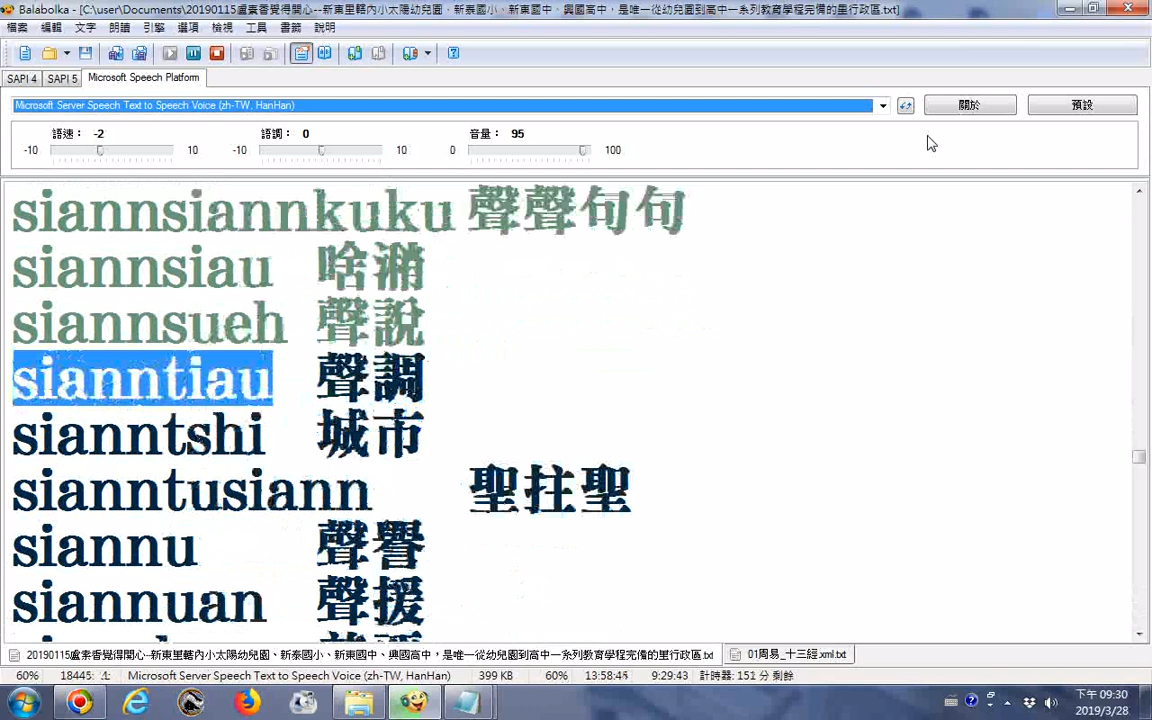 Balabolka - [C:\user\Documents\20190115盧素香覺得開心--新東里轄內小太陽幼兒園、新泰國小、新東國中、興國高中，是唯一從幼兒園到高中一系列教育學程完備的里行政區.txt]
檔案 編輯 文字 朗讀 引擎 選項 檢視 工具 書籤 說明
SAPI 4 SAPI 5 Microsoft Speech Platform
Microsoft Server Speech Text to Speech Voice (zh-TW, HanHan) 關於 預設
語速： -2 語調： 0 音量： 95
-10 10 -10 10 0 100
siannsiannkuku 聲聲句句
siannsiau 啥潲
siannsueh 聲說
sianntiau 聲調
sianntshi 城市
sianntusiann 聖拄聖
siannu 聲譽
siannuan 聲援
20190115盧素香覺得開心--新東里轄內小太陽幼兒園、新泰國小、新東國中、興國高中，是唯一從幼兒園到高中一系列教育學程完備的里行政區.txt 01周易_十三經.xml.txt
60% Microsoft Server Speech Text to Speech Voice (zh-TW, HanHan) 399 KB 60% 9:29:43 計時器: 151 分 剩餘
下午 09:30
2019/3/28